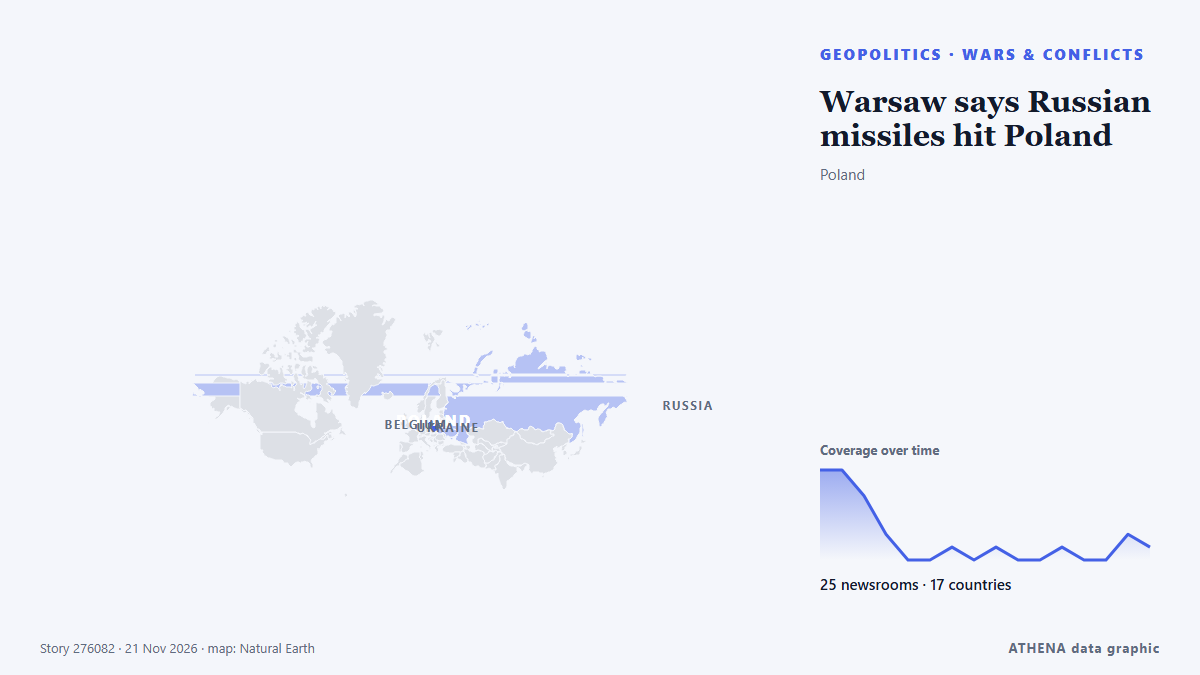 GEOPOLITICS · WARS & CONFLICTS
Warsaw says Russian
missiles hit Poland
Poland
RUSSIA
BELGIUM
UKRAINE
Coverage over time
25 newsrooms · 17 countries
Story 276082 · 21 Nov 2026 · map: Natural Earth
ATHENA data graphic